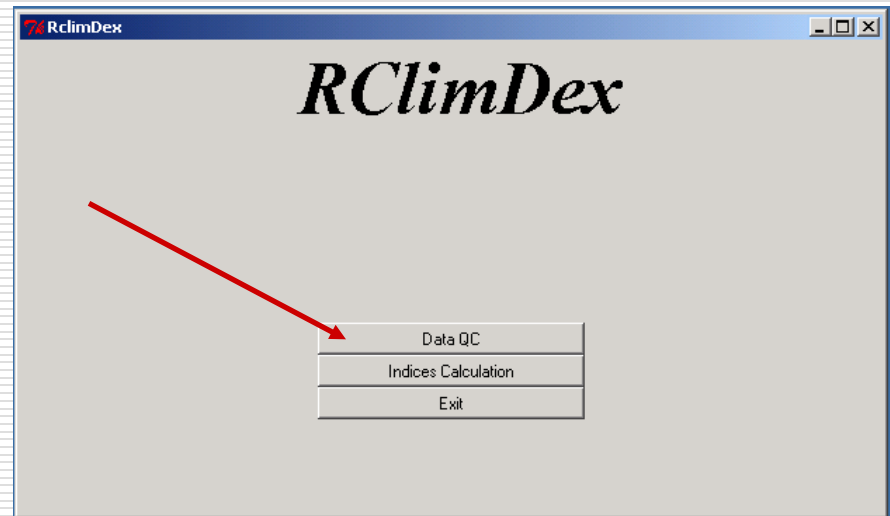 RclimDex
RClimDex
Data QC
Indices Calculation
Exit